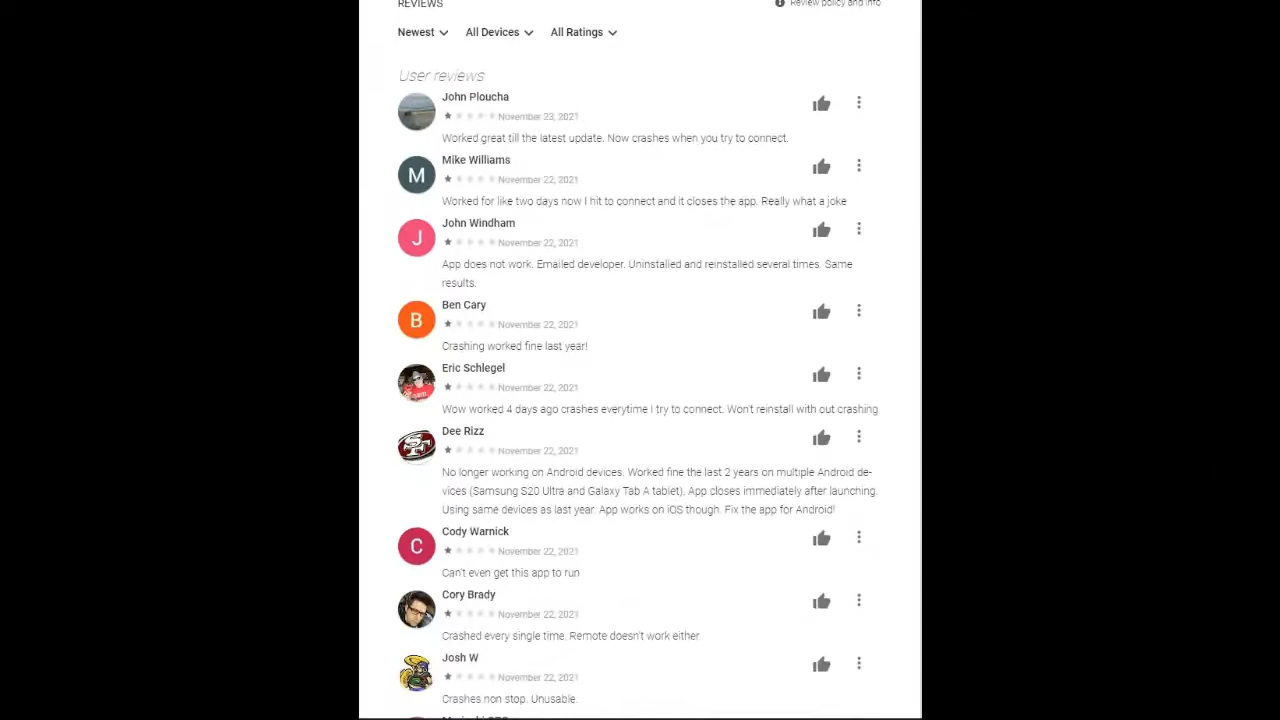 REVIEWS
Review policy and info
Newest
All Devices
All Ratings
User reviews
John Ploucha
November 23, 2021
Worked great till the latest update. Now crashes when you try to connect.
M
Mike Williams
November 22, 2021
Worked for like two days now I hit to connect and it closes the app. Really what a joke
J
John Windham
November 22, 2021
App does not work. Emailed developer. Uninstalled and reinstalled several times. Same
results.
B
Ben Cary
November 22, 2021
Crashing worked fine last year!
Eric Schlegel
November 22, 2021
Wow worked 4 days ago crashes everytime I try to connect. Won't reinstall with out crashing
SF
Dee Rizz
November 22, 2021
No longer working on Android devices. Worked fine the last 2 years on multiple Android de-
vices (Samsung S20 Ultra and Galaxy Tab A tablet). App closes immediately after launching.
Using same devices as last year. App works on iOS though. Fix the app for Android!
C
Cody Warnick
November 22, 2021
Can't even get this app to run
Cory Brady
November 22, 2021
Crashed every single time. Remote doesn't work either
Josh W
November 22, 2021
Crashes non stop. Unusable.